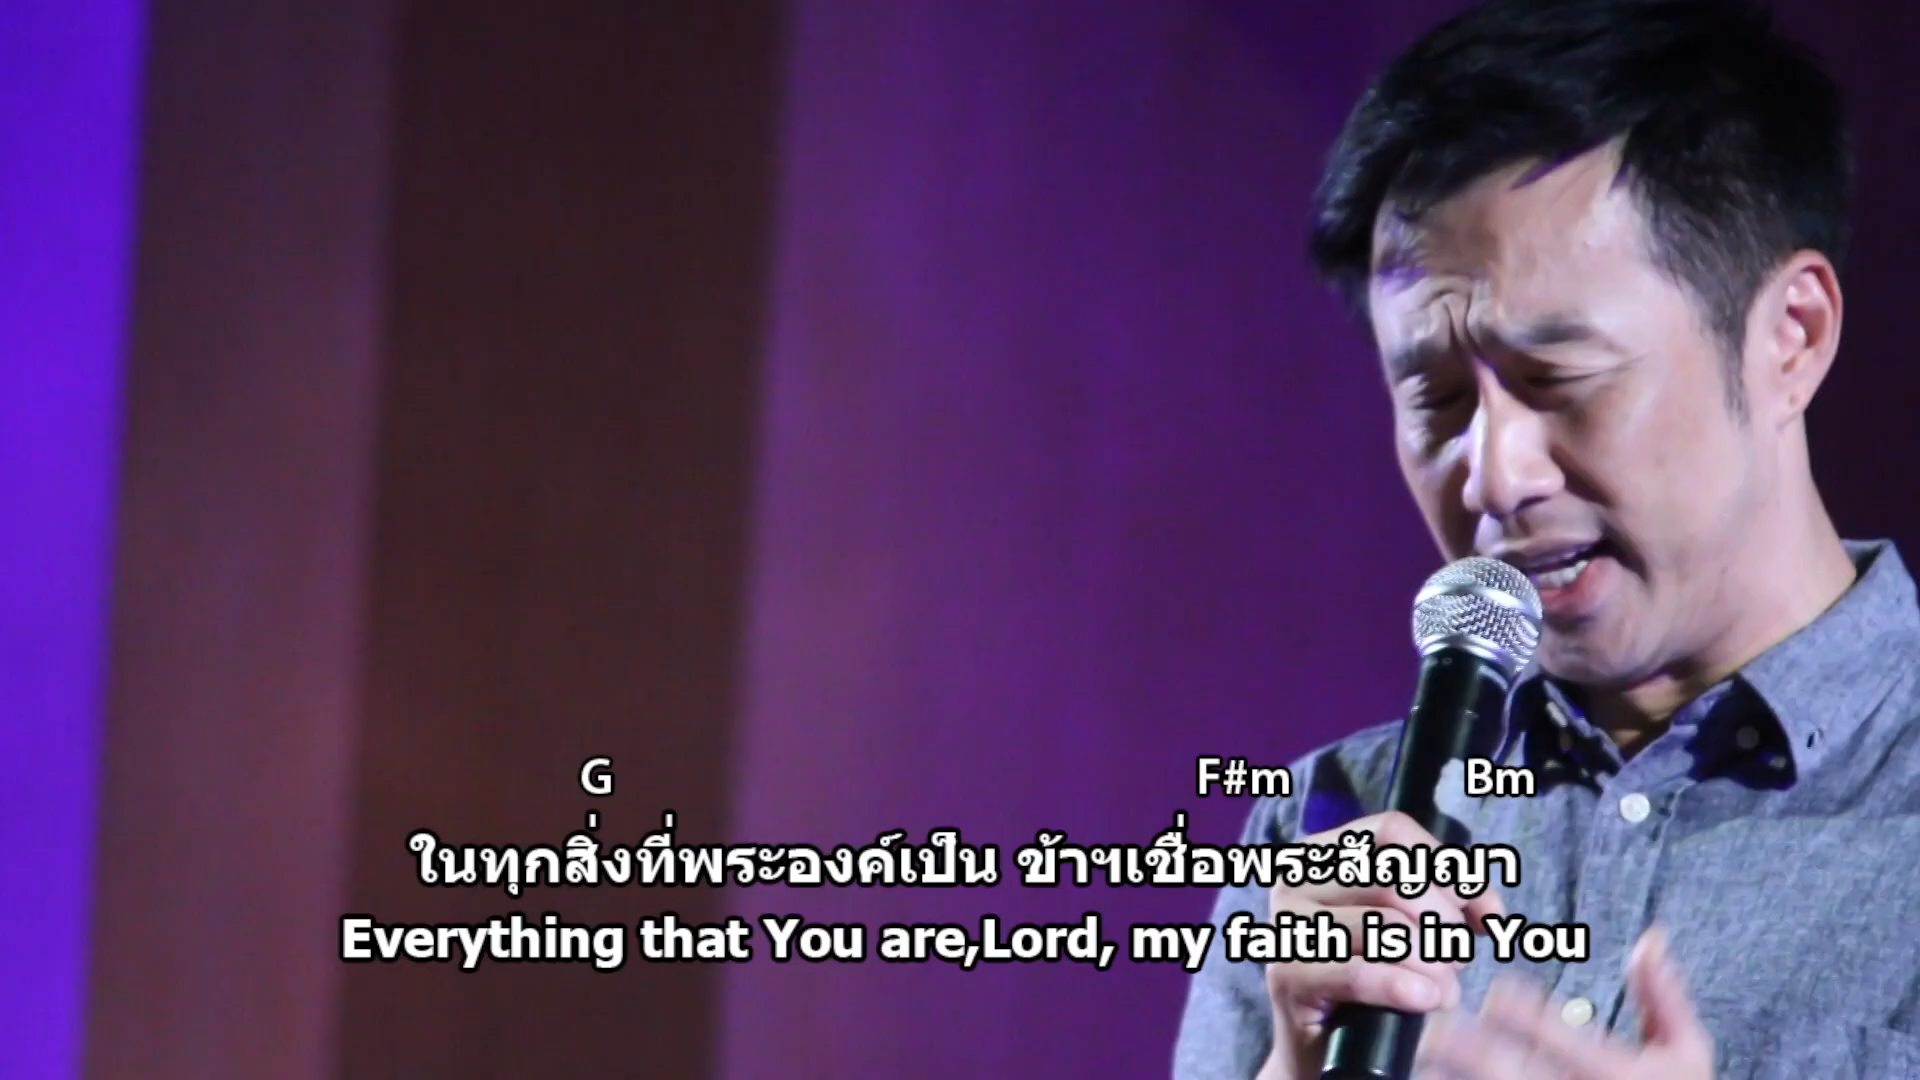 G F#m Bm
ในทุกสิ่งที่พระองค์เป็น ข้าฯเชื่อพระสัญญา
Everything that You are,Lord, my faith is in You